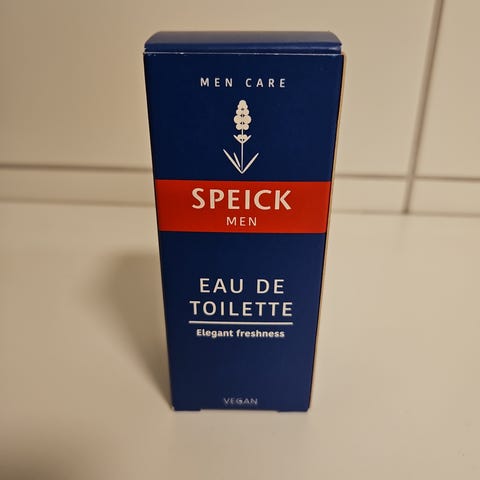 MEN CARE
SPEICK
MEN
EAU DE
TOILETTE
Elegant freshness
VEGAN